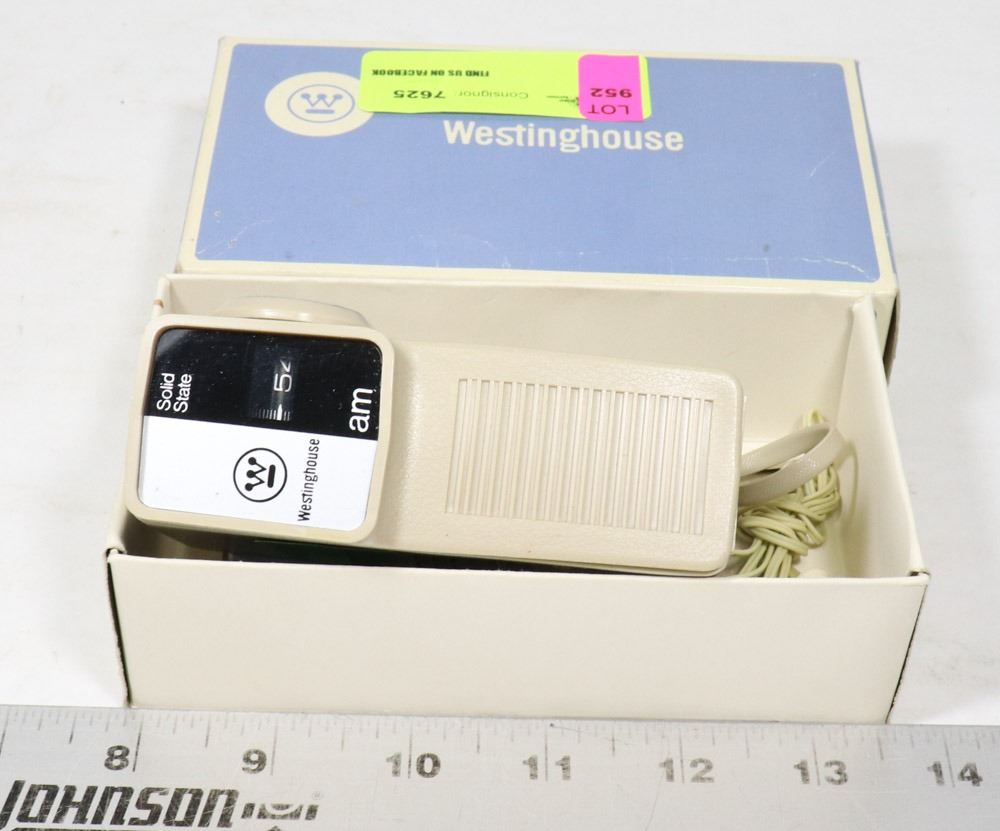 FIND US ON FACEBOOK
Consignor: 7625
LOT
952
Westinghouse
Solid
State
52
am
Westinghouse
8 9 10 11 12 13 14
JOHNSON